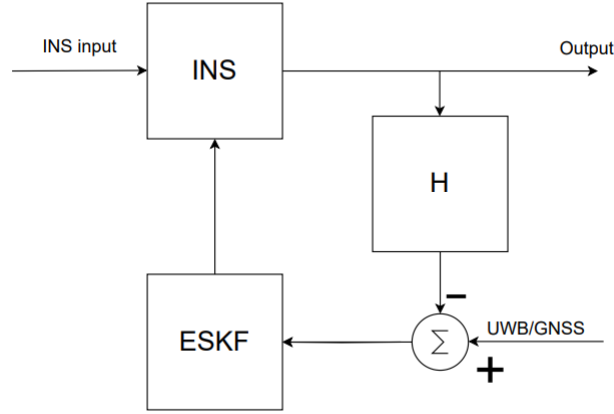 INS input
INS
Output
H
−
ESKF
Σ
UWB/GNSS
+